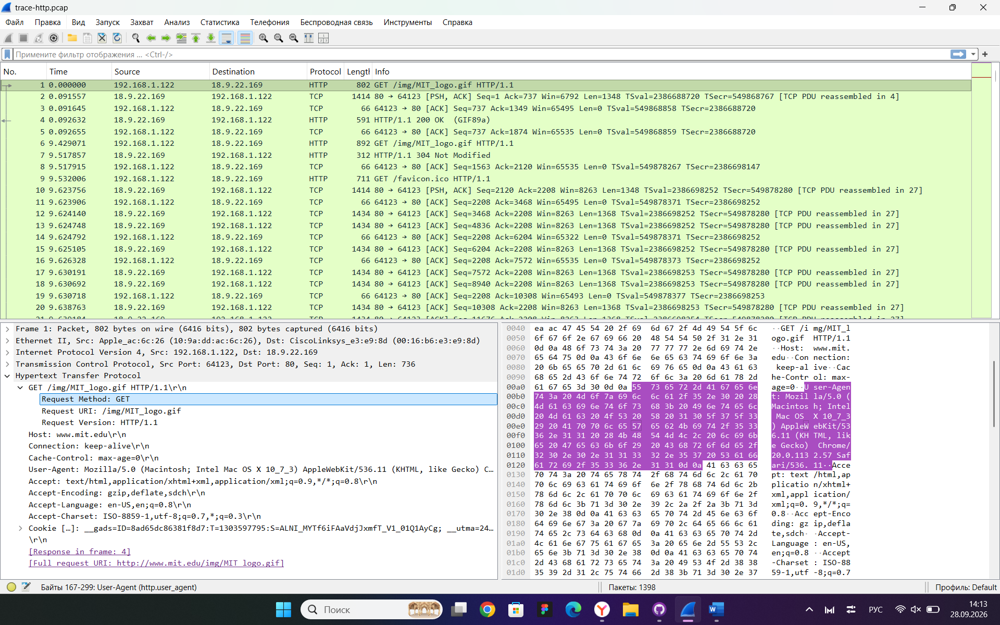 trace-http.pcap
Файл Правка Вид Запуск Захват Анализ Статистика Телефония Беспроводная связь Инструменты Справка
Примените фильтр отображения ... <Ctrl-/>
No. Time Source Destination Protocol Lengtł Info
1 0.000000 192.168.1.122 18.9.22.169 HTTP 802 GET /img/MIT_logo.gif HTTP/1.1
2 0.091557 18.9.22.169 192.168.1.122 TCP 1414 80 → 64123 [PSH, ACK] Seq=1 Ack=737 Win=6792 Len=1348 TSval=2386688720 TSecr=549868767 [TCP PDU reassembled in 4]
3 0.091645 192.168.1.122 18.9.22.169 TCP 66 64123 → 80 [ACK] Seq=737 Ack=1349 Win=65495 Len=0 TSval=549868858 TSecr=2386688720
4 0.092632 18.9.22.169 192.168.1.122 HTTP 591 HTTP/1.1 200 OK (GIF89a)
5 0.092655 192.168.1.122 18.9.22.169 TCP 66 64123 → 80 [ACK] Seq=737 Ack=1874 Win=65535 Len=0 TSval=549868859 TSecr=2386688720
6 9.429071 192.168.1.122 18.9.22.169 HTTP 892 GET /img/MIT_logo.gif HTTP/1.1
7 9.517857 18.9.22.169 192.168.1.122 HTTP 312 HTTP/1.1 304 Not Modified
8 9.517915 192.168.1.122 18.9.22.169 TCP 66 64123 → 80 [ACK] Seq=1563 Ack=2120 Win=65535 Len=0 TSval=549878267 TSecr=2386698147
9 9.532006 192.168.1.122 18.9.22.169 HTTP 711 GET /favicon.ico HTTP/1.1
10 9.623756 18.9.22.169 192.168.1.122 TCP 1414 80 → 64123 [PSH, ACK] Seq=2120 Ack=2208 Win=8263 Len=1348 TSval=2386698252 TSecr=549878280 [TCP PDU reassembled in 27]
11 9.623906 192.168.1.122 18.9.22.169 TCP 66 64123 → 80 [ACK] Seq=2208 Ack=3468 Win=65495 Len=0 TSval=549878371 TSecr=2386698252
12 9.624140 18.9.22.169 192.168.1.122 TCP 1434 80 → 64123 [ACK] Seq=3468 Ack=2208 Win=8263 Len=1368 TSval=2386698252 TSecr=549878280 [TCP PDU reassembled in 27]
13 9.624748 18.9.22.169 192.168.1.122 TCP 1434 80 → 64123 [ACK] Seq=4836 Ack=2208 Win=8263 Len=1368 TSval=2386698252 TSecr=549878280 [TCP PDU reassembled in 27]
14 9.624792 192.168.1.122 18.9.22.169 TCP 66 64123 → 80 [ACK] Seq=2208 Ack=6204 Win=65322 Len=0 TSval=549878371 TSecr=2386698252
15 9.625105 18.9.22.169 192.168.1.122 TCP 1434 80 → 64123 [ACK] Seq=6204 Ack=2208 Win=8263 Len=1368 TSval=2386698252 TSecr=549878280 [TCP PDU reassembled in 27]
16 9.626328 192.168.1.122 18.9.22.169 TCP 66 64123 → 80 [ACK] Seq=2208 Ack=7572 Win=65535 Len=0 TSval=549878373 TSecr=2386698252
17 9.630191 18.9.22.169 192.168.1.122 TCP 1434 80 → 64123 [ACK] Seq=7572 Ack=2208 Win=8263 Len=1368 TSval=2386698253 TSecr=549878280 [TCP PDU reassembled in 27]
18 9.630692 18.9.22.169 192.168.1.122 TCP 1434 80 → 64123 [ACK] Seq=8940 Ack=2208 Win=8263 Len=1368 TSval=2386698253 TSecr=549878280 [TCP PDU reassembled in 27]
19 9.630718 192.168.1.122 18.9.22.169 TCP 66 64123 → 80 [ACK] Seq=2208 Ack=10308 Win=65493 Len=0 TSval=549878377 TSecr=2386698253
20 9.638763 18.9.22.169 192.168.1.122 TCP 1434 80 → 64123 [ACK] Seq=10308 Ack=2208 Win=8263 Len=1368 TSval=2386698253 TSecr=549878280 [TCP PDU reassembled in 27]
Frame 1: Packet, 802 bytes on wire (6416 bits), 802 bytes captured (6416 bits)
Ethernet II, Src: Apple_ac:6c:26 (10:9a:dd:ac:6c:26), Dst: CiscoLinksys_e3:e9:8d (00:16:b6:e3:e9:8d)
Internet Protocol Version 4, Src: 192.168.1.122, Dst: 18.9.22.169
Transmission Control Protocol, Src Port: 64123, Dst Port: 80, Seq: 1, Ack: 1, Len: 736
Hypertext Transfer Protocol
GET /img/MIT_logo.gif HTTP/1.1\r\n
Request Method: GET
Request URI: /img/MIT_logo.gif
Request Version: HTTP/1.1
Host: www.mit.edu\r\n
Connection: keep-alive\r\n
Cache-Control: max-age=0\r\n
User-Agent: Mozilla/5.0 (Macintosh; Intel Mac OS X 10_7_3) AppleWebKit/536.11 (KHTML, like Gecko) C…
Accept: text/html,application/xhtml+xml,application/xml;q=0.9,*/*;q=0.8\r\n
Accept-Encoding: gzip,deflate,sdch\r\n
Accept-Language: en-US,en;q=0.8\r\n
Accept-Charset: ISO-8859-1,utf-8;q=0.7,*;q=0.3\r\n
Cookie […]: __gads=ID=8ad65dc86381f8d7:T=1303597795:S=ALNI_MYTf6iFAaVdjJxmfT_V1_01Q1AyCg; __utma=24…
\r\n
[Response in frame: 4]
[Full request URI: http://www.mit.edu/img/MIT_logo.gif]
0040 ea ac 47 45 54 20 2f 69 6d 67 2f 4d 49 54 5f 6c ··GET /i mg/MIT_l
0050 6f 67 6f 2e 67 69 66 20 48 54 54 50 2f 31 2e 31 ogo.gif HTTP/1.1
0060 0d 0a 48 6f 73 74 3a 20 77 77 77 2e 6d 69 74 2e ··Host: www.mit.
0070 65 64 75 0d 0a 43 6f 6e 6e 65 63 74 69 6f 6e 3a edu··Con nection:
0080 20 6b 65 65 70 2d 61 6c 69 76 65 0d 0a 43 61 63 keep-al ive··Cac
0090 68 65 2d 43 6f 6e 74 72 6f 6c 3a 20 6d 61 78 2d he-Contr ol: max-
00a0 61 67 65 3d 30 0d 0a 55 73 65 72 2d 41 67 65 6e age=0··U ser-Agen
00b0 74 3a 20 4d 6f 7a 69 6c 6c 61 2f 35 2e 30 20 28 t: Mozil la/5.0 (
00c0 4d 61 63 69 6e 74 6f 73 68 3b 20 49 6e 74 65 6c Macintos h; Intel
00d0 20 4d 61 63 20 4f 53 20 58 20 31 30 5f 37 5f 33 Mac OS X 10_7_3
00e0 29 20 41 70 70 6c 65 57 65 62 4b 69 74 2f 35 33 ) AppleW ebKit/53
00f0 36 2e 31 31 20 28 4b 48 54 4d 4c 2c 20 6c 69 6b 6.11 (KH TML, lik
0100 65 20 47 65 63 6b 6f 29 20 43 68 72 6f 6d 65 2f e Gecko) Chrome/
0110 32 30 2e 30 2e 31 31 33 32 2e 35 37 20 53 61 66 20.0.113 2.57 Saf
0120 61 72 69 2f 35 33 36 2e 31 31 0d 0a 41 63 63 65 ari/536. 11··Acce
0130 70 74 3a 20 74 65 78 74 2f 68 74 6d 6c 2c 61 70 pt: text /html,ap
0140 70 6c 69 63 61 74 69 6f 6e 2f 78 68 74 6d 6c 2b plicatio n/xhtml+
0150 78 6d 6c 2c 61 70 70 6c 69 63 61 74 69 6f 6e 2f xml,appl ication/
0160 78 6d 6c 3b 71 3d 30 2e 39 2c 2a 2f 2a 3b 71 3d xml;q=0. 9,*/*;q=
0170 30 2e 38 0d 0a 41 63 63 65 70 74 2d 45 6e 63 6f 0.8··Acc ept-Enco
0180 64 69 6e 67 3a 20 67 7a 69 70 2c 64 65 66 6c 61 ding: gz ip,defla
0190 74 65 2c 73 64 63 68 0d 0a 41 63 63 65 70 74 2d te,sdch· ·Accept-
01a0 4c 61 6e 67 75 61 67 65 3a 20 65 6e 2d 55 53 2c Language : en-US,
01b0 65 6e 3b 71 3d 30 2e 38 0d 0a 41 63 63 65 70 74 en;q=0.8 ··Accept
01c0 2d 43 68 61 72 73 65 74 3a 20 49 53 4f 2d 38 38 -Charset : ISO-88
01d0 35 39 2d 31 2c 75 74 66 2d 38 3b 71 3d 30 2e 37 59-1,utf -8;q=0.7
Байты 167-299: User-Agent (http.user_agent) Пакеты: 1398 Профиль: Default
Поиск
РУС
14:13
28.09.2026